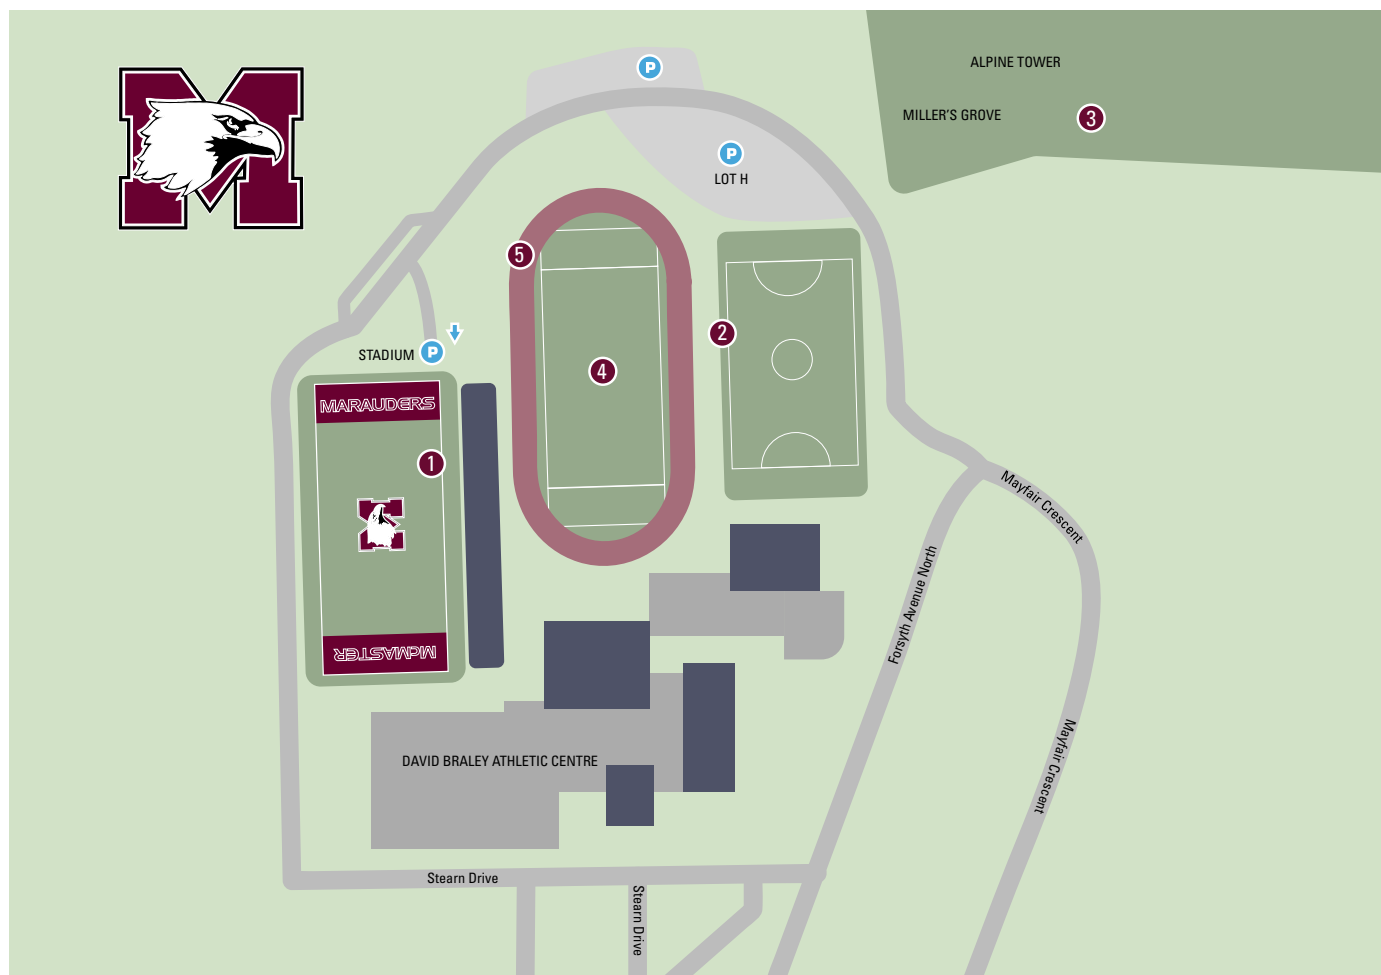 P
ALPINE TOWER
MILLER'S GROVE
3
P
LOT H
5
2
STADIUM P
4
MARAUDERS
1
McMASTER
Mayfair Crescent
Forsyth Avenue North
Mayfair Crescent
DAVID BRALEY ATHLETIC CENTRE
Stearn Drive
Stearn Drive